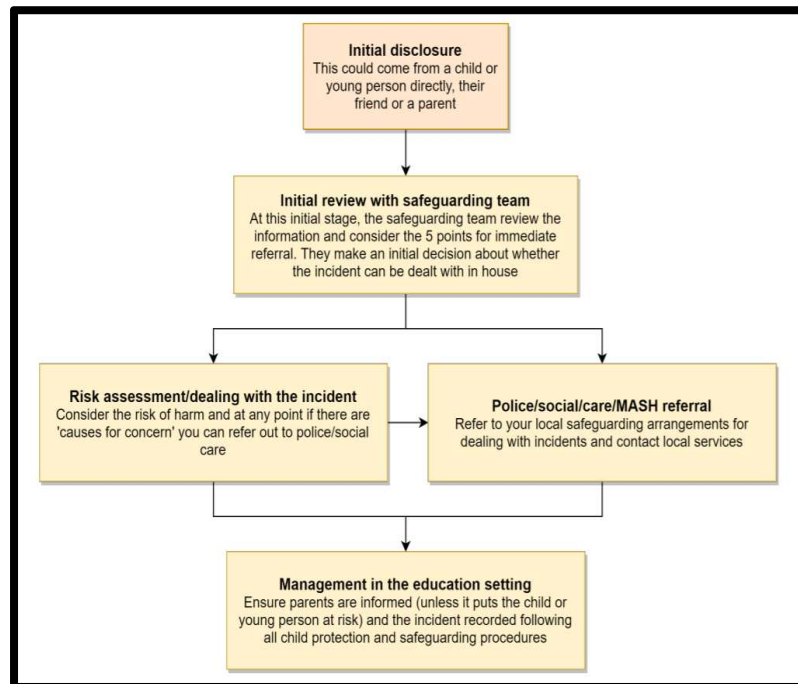 Initial disclosure
This could come from a child or
young person directly, their
friend or a parent
Initial review with safeguarding team
At this initial stage, the safeguarding team review the
information and consider the 5 points for immediate
referral. They make an initial decision about whether
the incident can be dealt with in house
Risk assessment/dealing with the incident
Consider the risk of harm and at any point if there are
'causes for concern' you can refer out to police/social
care
Police/social/care/MASH referral
Refer to your local safeguarding arrangements for
dealing with incidents and contact local services
Management in the education setting
Ensure parents are informed (unless it puts the child or
young person at risk) and the incident recorded following
all child protection and safeguarding procedures